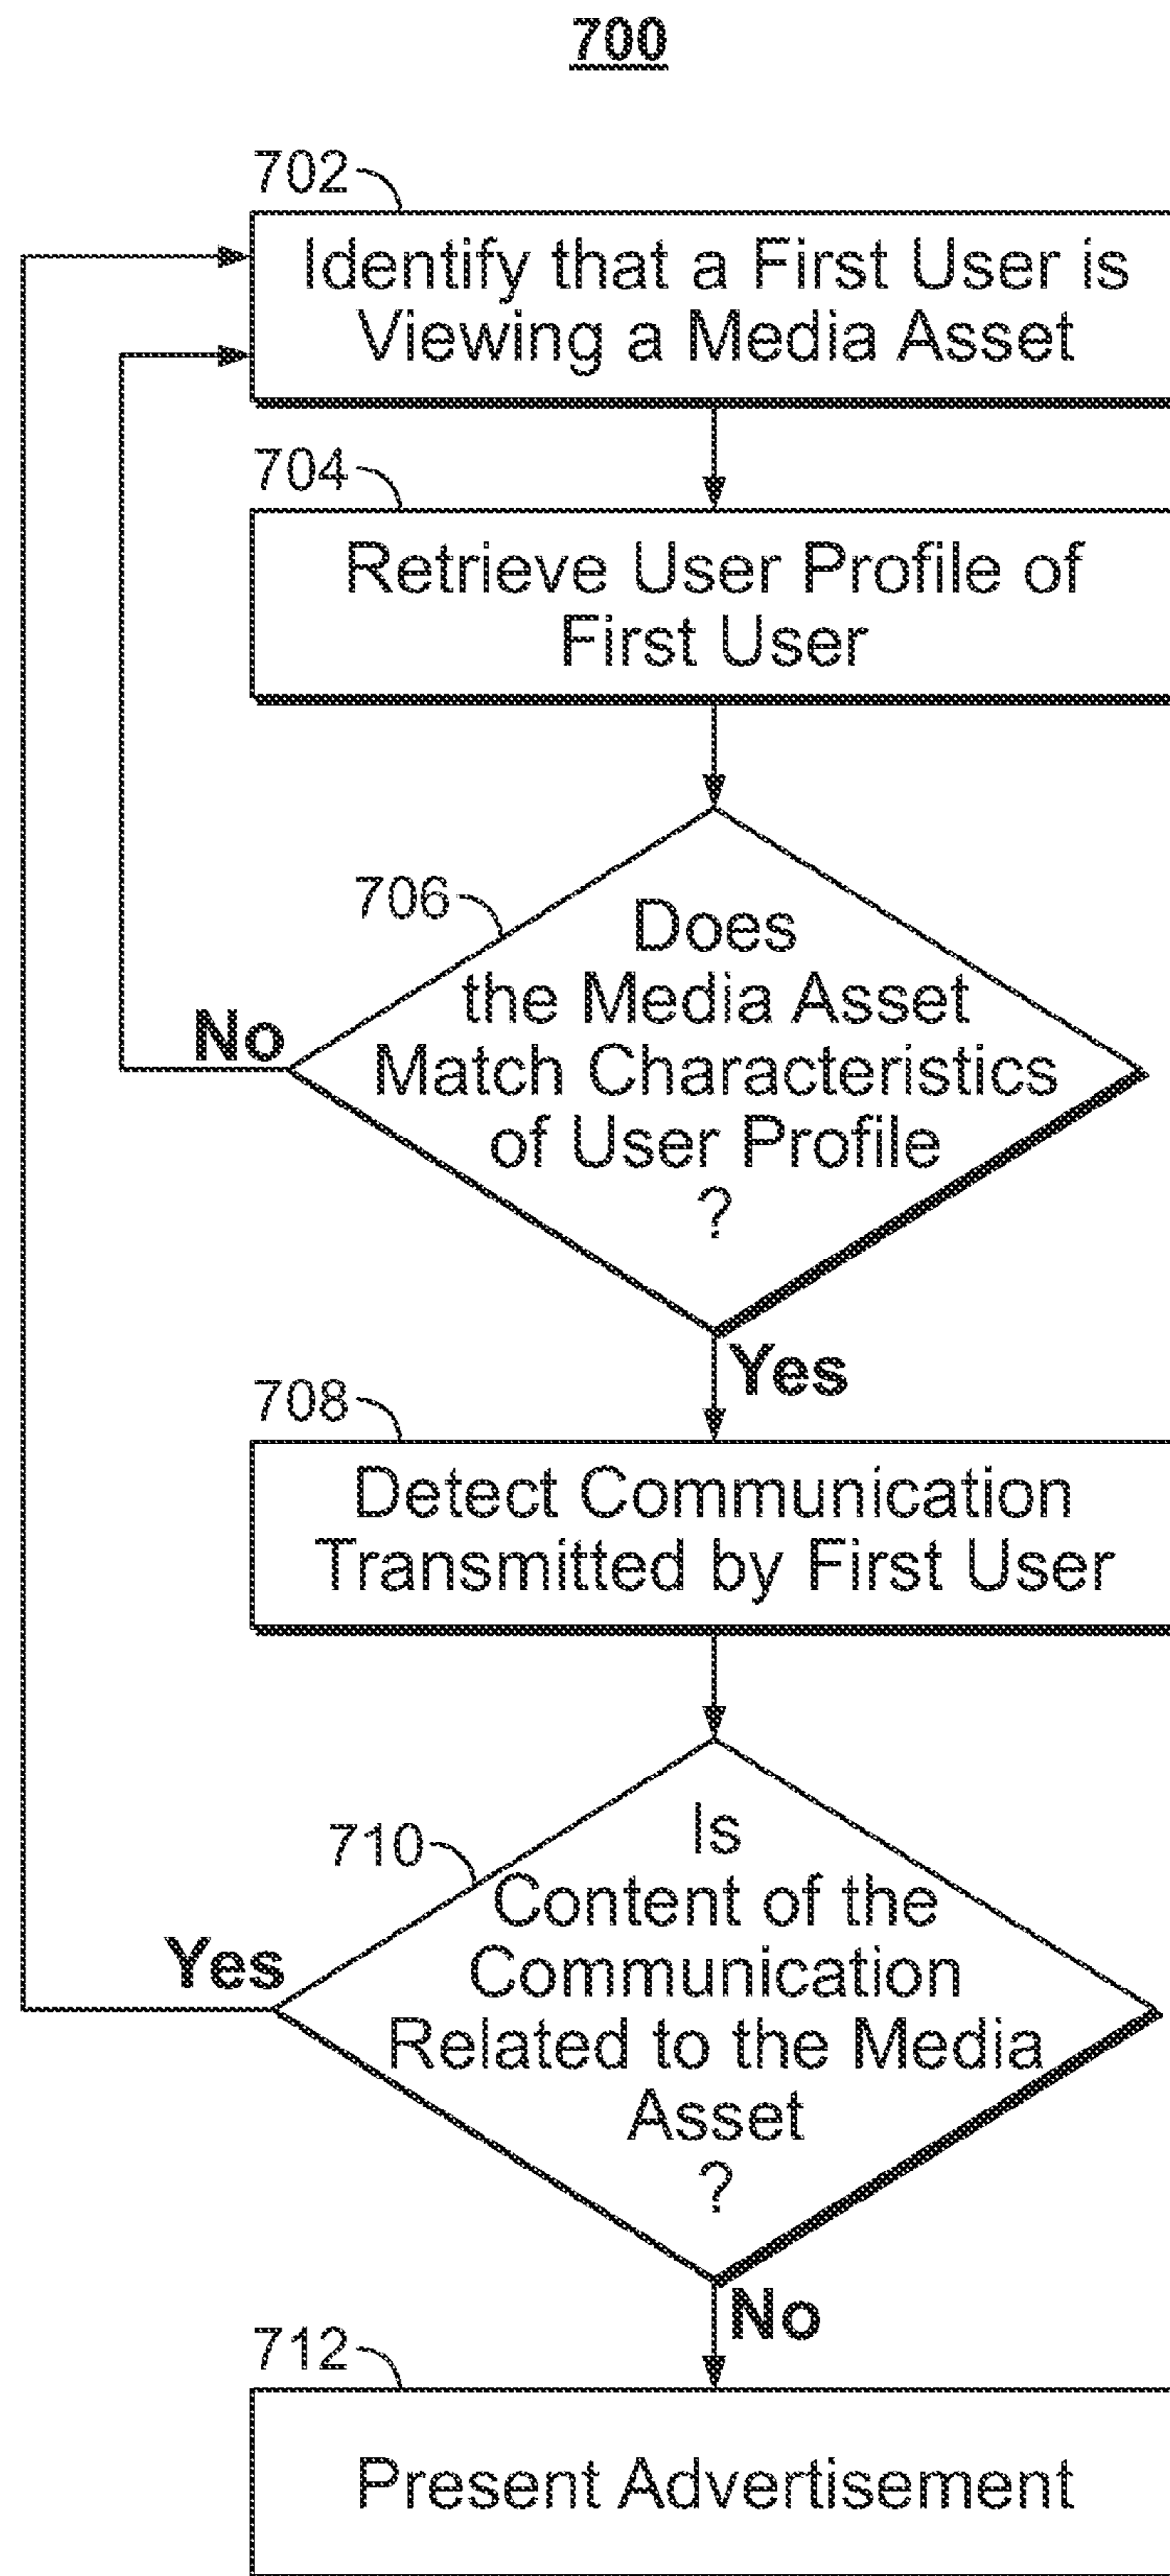 700
702
Identify that a First User is
Viewing a Media Asset
704
Retrieve User Profile of
First User
706
Does
the Media Asset
Match Characteristics
of User Profile
?
No
Yes
708
Detect Communication
Transmitted by First User
710
Is
Content of the
Communication
Related to the Media
Asset
?
Yes
No
712
Present Advertisement